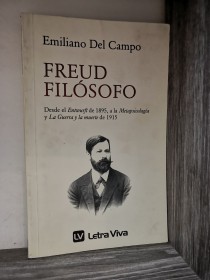 Emiliano Del Campo
FREUD
FILÓSOFO
Desde el Entwurff de 1895, a la Metapsicología
y La Guerra y la muerte de 1915
LV Letra Viva